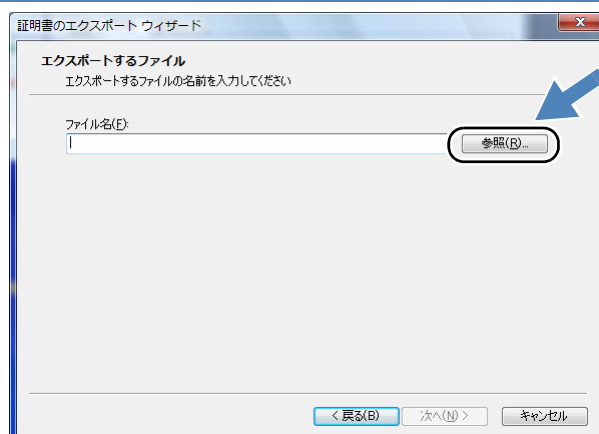 証明書のエクスポート ウィザード
エクスポートするファイル
エクスポートするファイルの名前を入力してください
ファイル名(F):
参照(R)...
< 戻る(B)
次へ(N) >
キャンセル